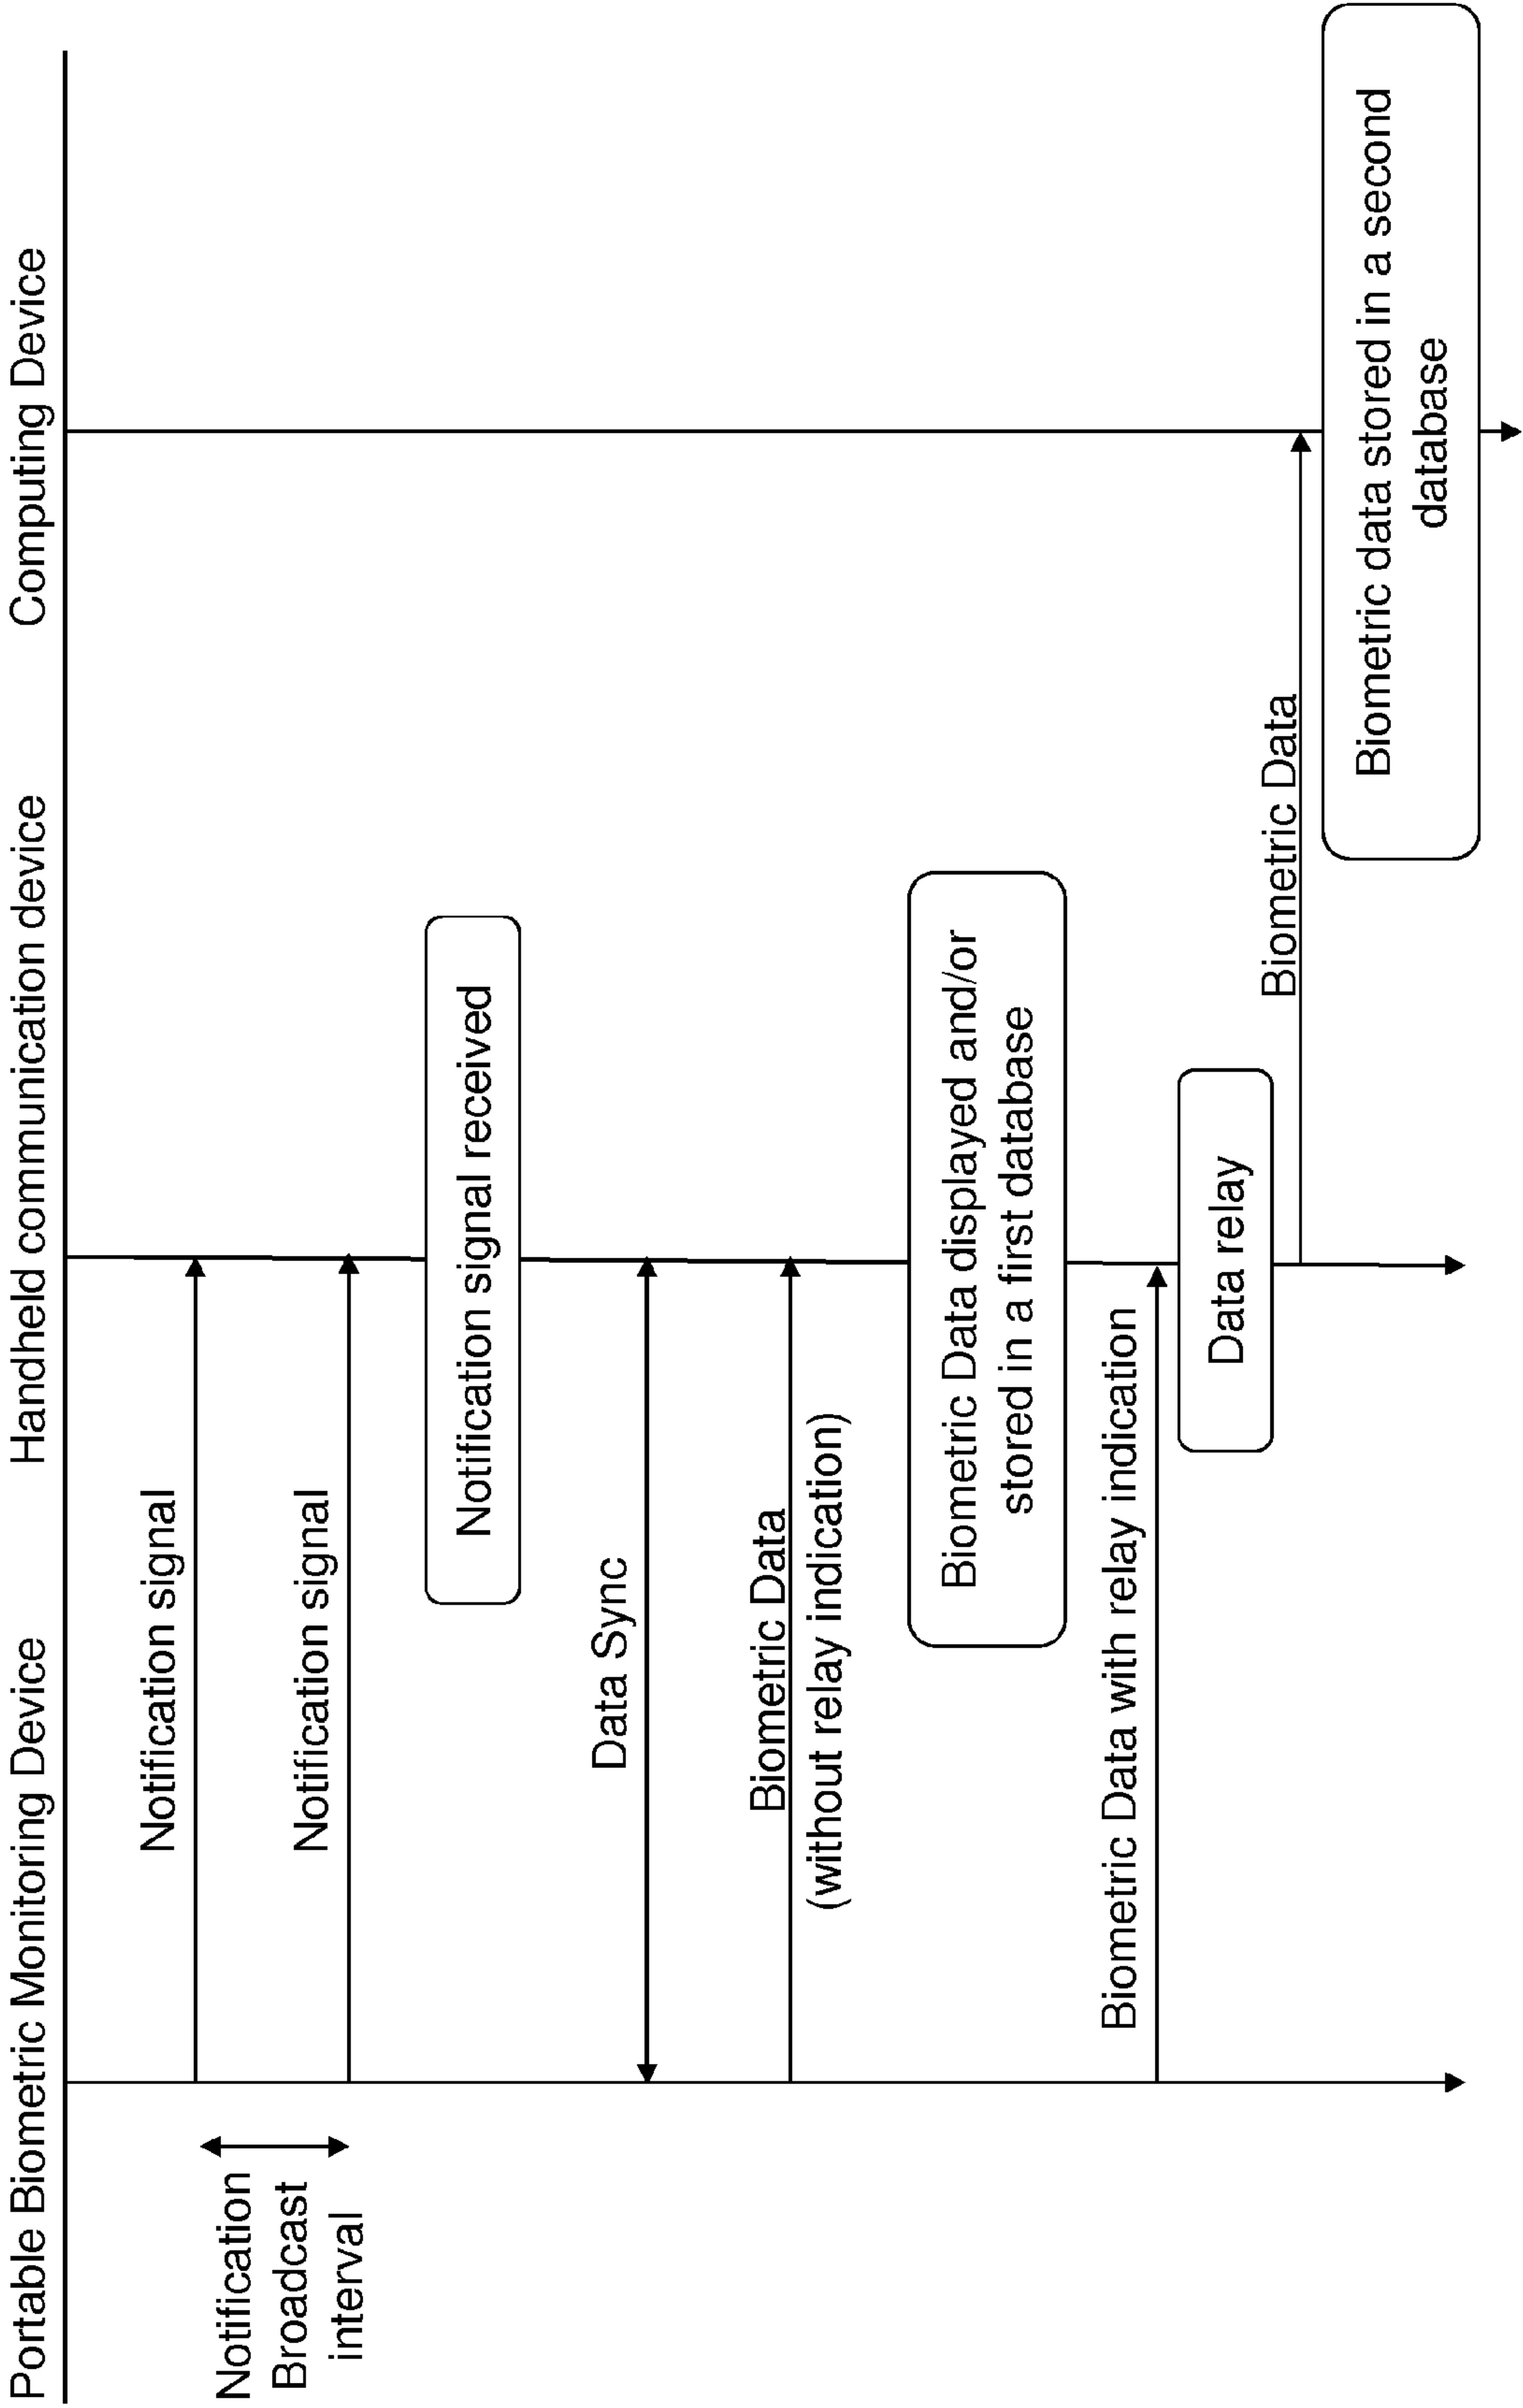 Portable Biometric Monitoring Device
Handheld communication device
Computing Device
Notification signal
Notification
Broadcast
interval
Notification signal
Notification signal received
Data Sync
Biometric Data
(without relay indication)
Biometric Data displayed and/or
stored in a first database
Biometric Data with relay indication
Data relay
Biometric Data
Biometric data stored in a second
database